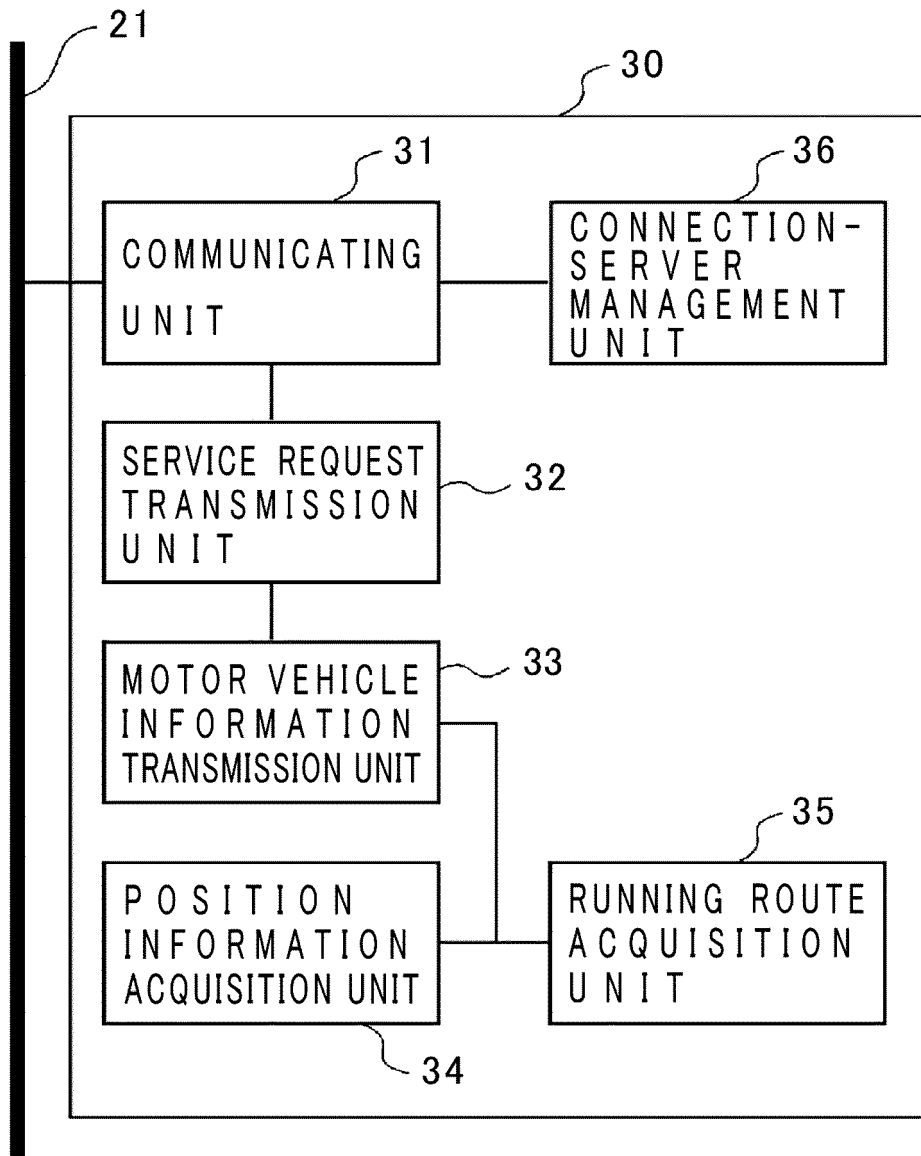 21
30
31
COMMUNICATING
UNIT
36
CONNECTION-
SERVER
MANAGEMENT
UNIT
SERVICE REQUEST
TRANSMISSION
UNIT
32
MOTOR VEHICLE
INFORMATION
TRANSMISSION UNIT
33
POSITION
INFORMATION
ACQUISITION UNIT
34
35
RUNNING ROUTE
ACQUISITION
UNIT